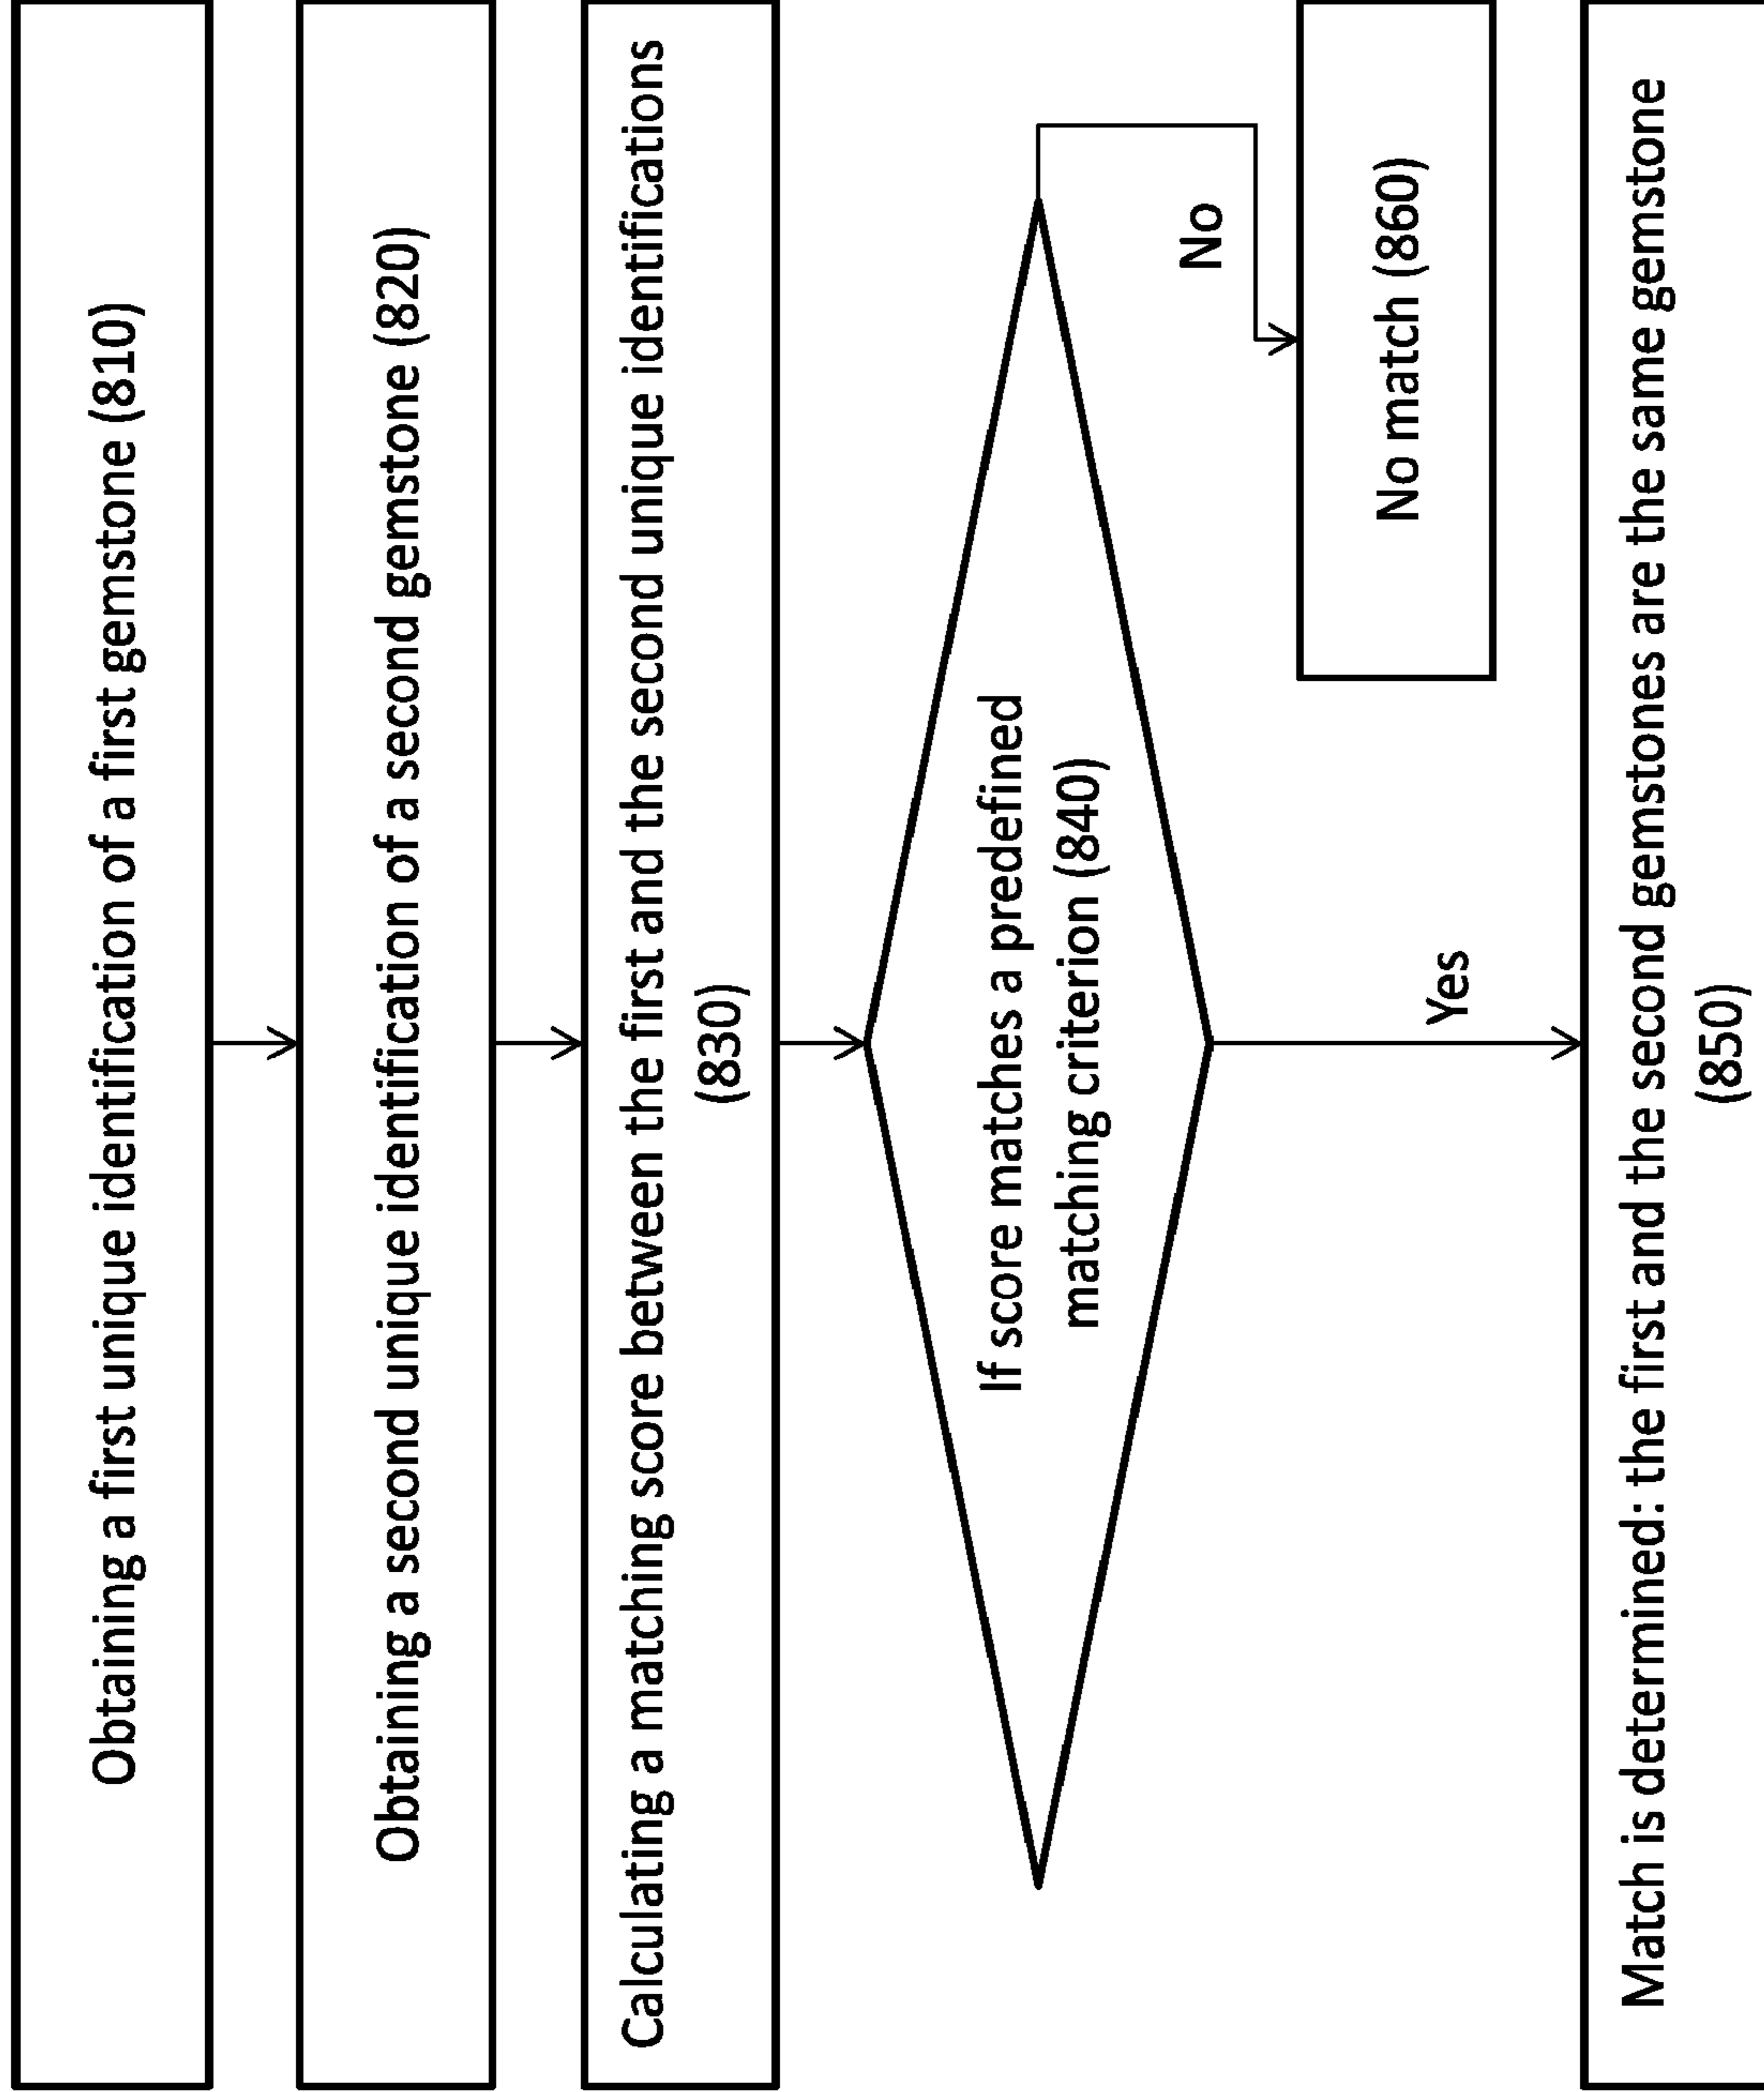 Obtaining a first unique identification of a first gemstone (810)
Obtaining a second unique identification of a second gemstone (820)
Calculating a matching score between the first and the second unique identifications
(830)
If score matches a predefined
matching criterion (840)
No
No match (860)
Yes
Match is determined: the first and the second gemstones are the same gemstone
(850)